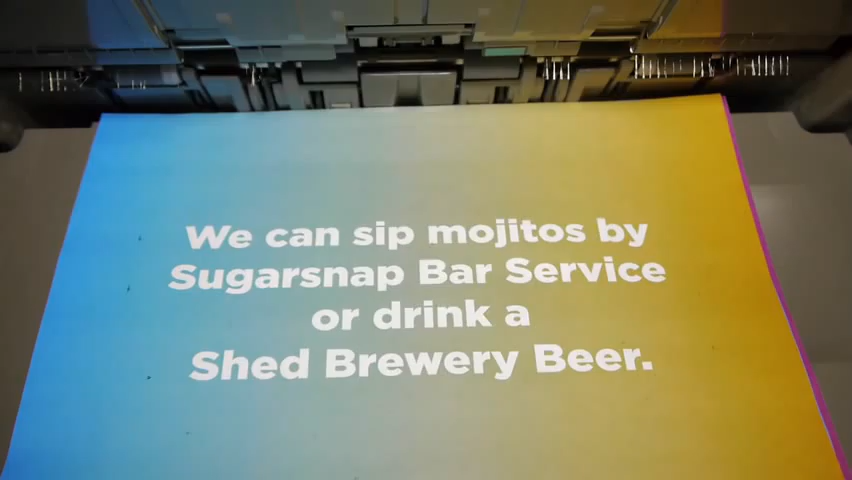 We can sip mojitos by
Sugarsnap Bar Service
or drink a
Shed Brewery Beer.